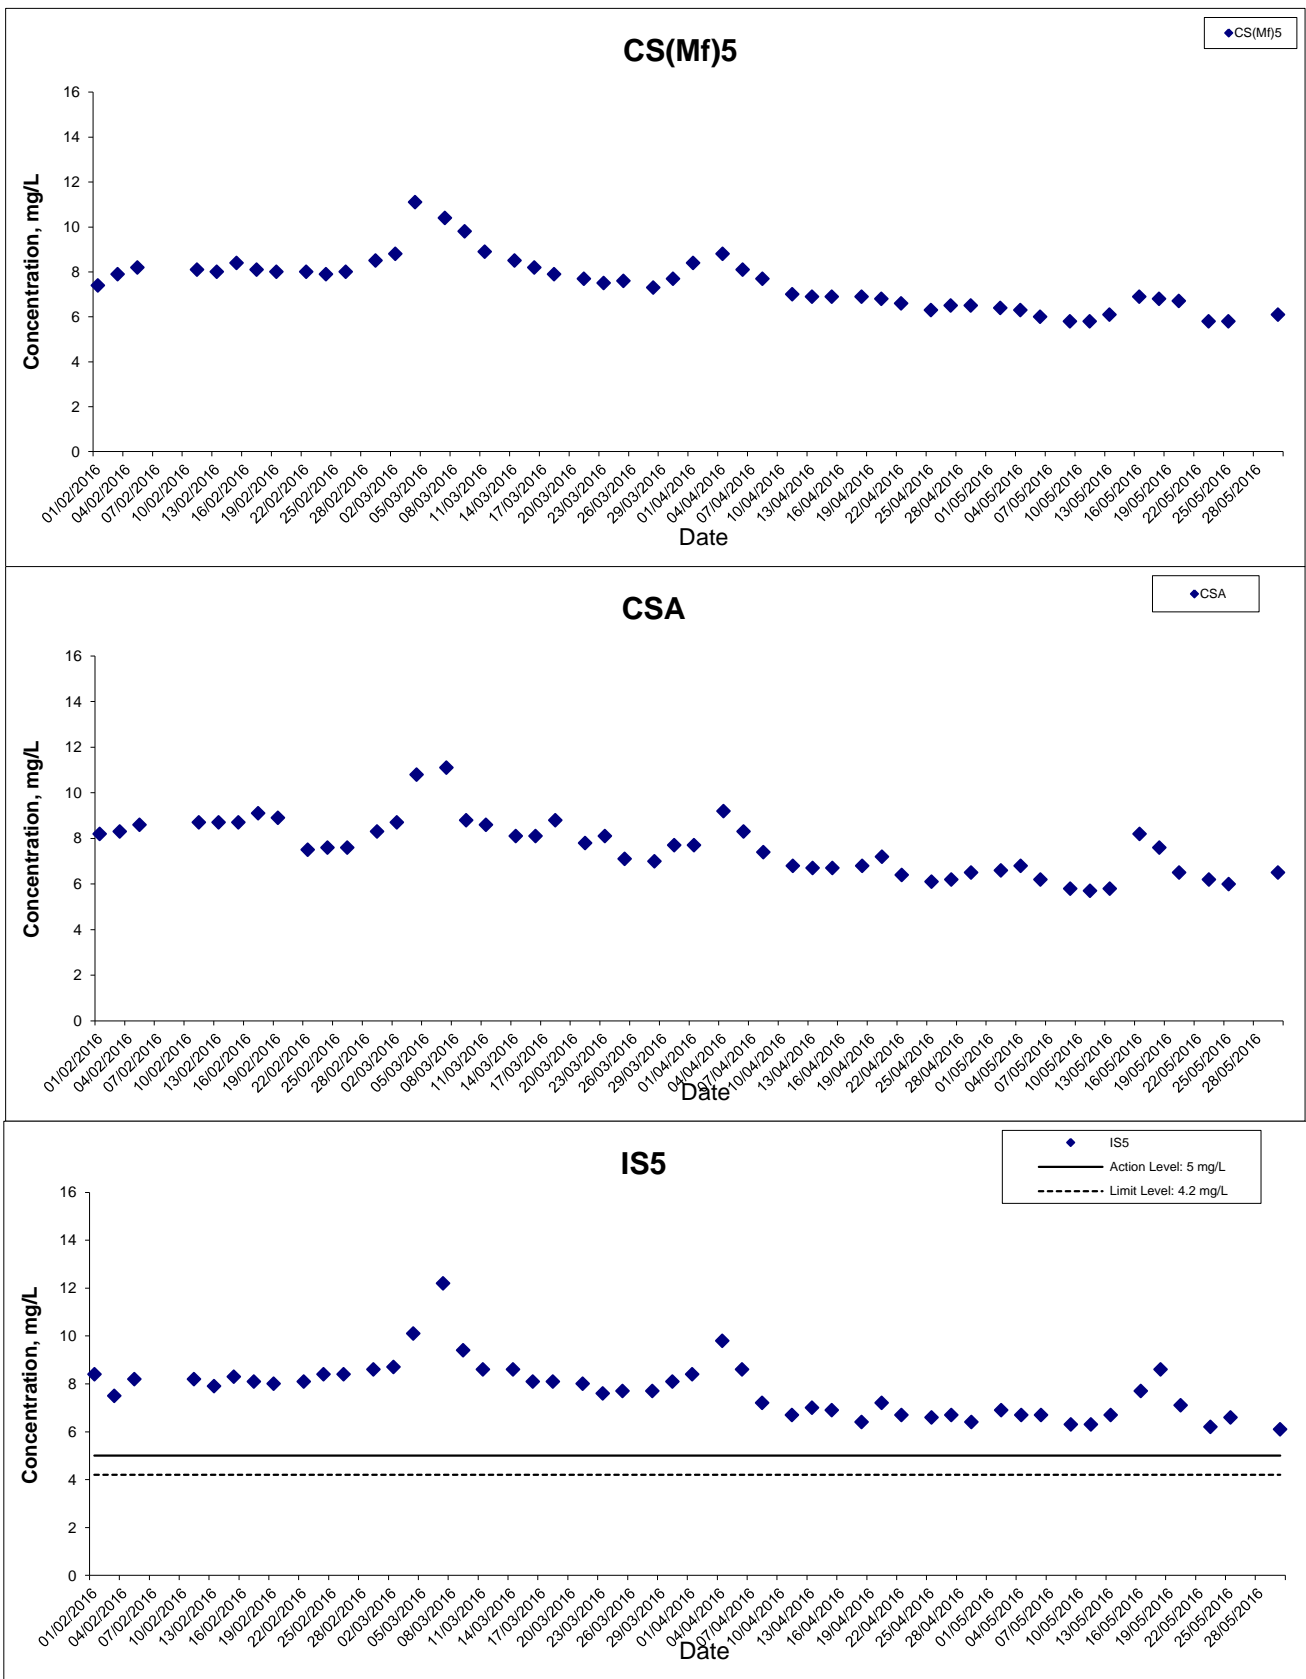 CS(Mf)5
CS(Mf)5
16
14
12
10
8
6
4
2
0
Concentration, mg/L
01/02/2016 04/02/2016 07/02/2016 10/02/2016 13/02/2016 16/02/2016 19/02/2016 22/02/2016 25/02/2016 28/02/2016 02/03/2016 05/03/2016 08/03/2016 11/03/2016 14/03/2016 17/03/2016 20/03/2016 23/03/2016 26/03/2016 29/03/2016 01/04/2016 04/04/2016 07/04/2016 10/04/2016 13/04/2016 16/04/2016 19/04/2016 22/04/2016 25/04/2016 28/04/2016 01/05/2016 04/05/2016 07/05/2016 10/05/2016 13/05/2016 16/05/2016 19/05/2016 22/05/2016 25/05/2016 28/05/2016
Date
CSA
CSA
16
14
12
10
8
6
4
2
0
Concentration, mg/L
01/02/2016 04/02/2016 07/02/2016 10/02/2016 13/02/2016 16/02/2016 19/02/2016 22/02/2016 25/02/2016 28/02/2016 02/03/2016 05/03/2016 08/03/2016 11/03/2016 14/03/2016 17/03/2016 20/03/2016 23/03/2016 26/03/2016 29/03/2016 01/04/2016 04/04/2016 07/04/2016 10/04/2016 13/04/2016 16/04/2016 19/04/2016 22/04/2016 25/04/2016 28/04/2016 01/05/2016 04/05/2016 07/05/2016 10/05/2016 13/05/2016 16/05/2016 19/05/2016 22/05/2016 25/05/2016 28/05/2016
Date
IS5
IS5
Action Level: 5 mg/L
Limit Level: 4.2 mg/L
16
14
12
10
8
6
4
2
0
Concentration, mg/L
01/02/2016 04/02/2016 07/02/2016 10/02/2016 13/02/2016 16/02/2016 19/02/2016 22/02/2016 25/02/2016 28/02/2016 02/03/2016 05/03/2016 08/03/2016 11/03/2016 14/03/2016 17/03/2016 20/03/2016 23/03/2016 26/03/2016 29/03/2016 01/04/2016 04/04/2016 07/04/2016 10/04/2016 13/04/2016 16/04/2016 19/04/2016 22/04/2016 25/04/2016 28/04/2016 01/05/2016 04/05/2016 07/05/2016 10/05/2016 13/05/2016 16/05/2016 19/05/2016 22/05/2016 25/05/2016 28/05/2016
Date